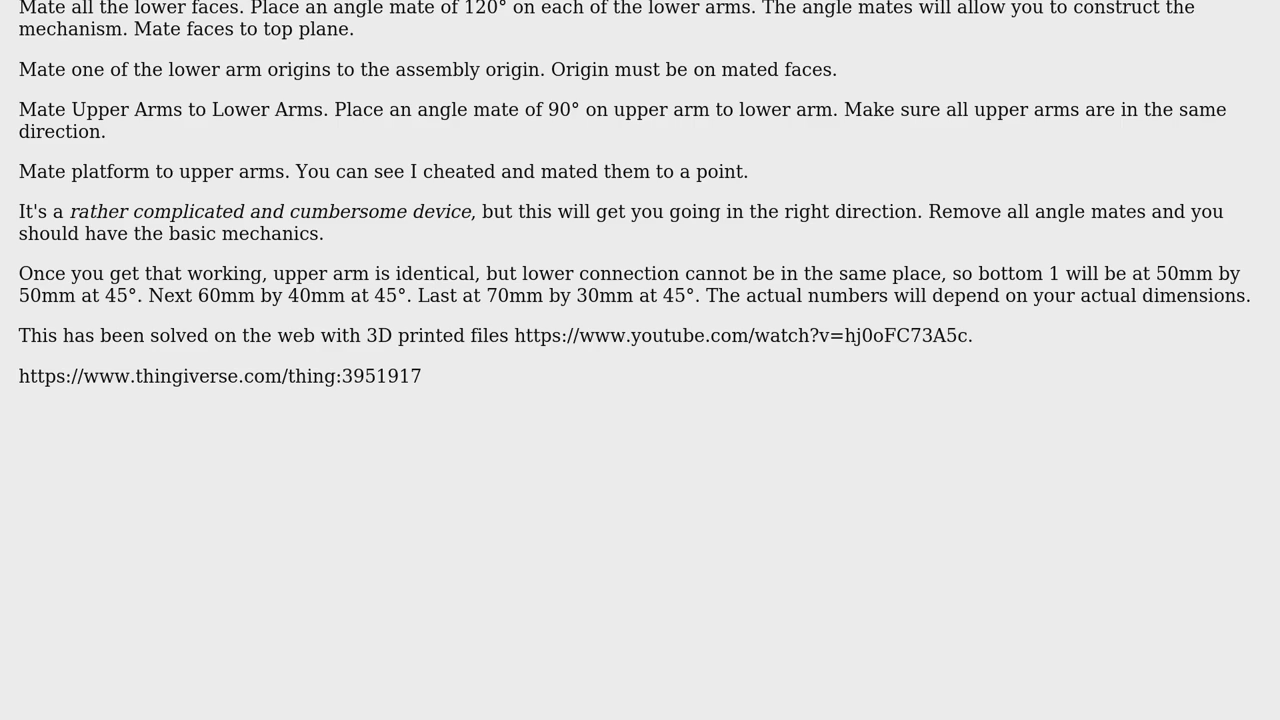 Mate all the lower faces. Place an angle mate of 120° on each of the lower arms. The angle mates will allow you to construct the
mechanism. Mate faces to top plane.
Mate one of the lower arm origins to the assembly origin. Origin must be on mated faces.
Mate Upper Arms to Lower Arms. Place an angle mate of 90° on upper arm to lower arm. Make sure all upper arms are in the same
direction.
Mate platform to upper arms. You can see I cheated and mated them to a point.
It's a rather complicated and cumbersome device, but this will get you going in the right direction. Remove all angle mates and you
should have the basic mechanics.
Once you get that working, upper arm is identical, but lower connection cannot be in the same place, so bottom 1 will be at 50mm by
50mm at 45°. Next 60mm by 40mm at 45°. Last at 70mm by 30mm at 45°. The actual numbers will depend on your actual dimensions.
This has been solved on the web with 3D printed files https://www.youtube.com/watch?v=hj0oFC73A5c.
https://www.thingiverse.com/thing:3951917